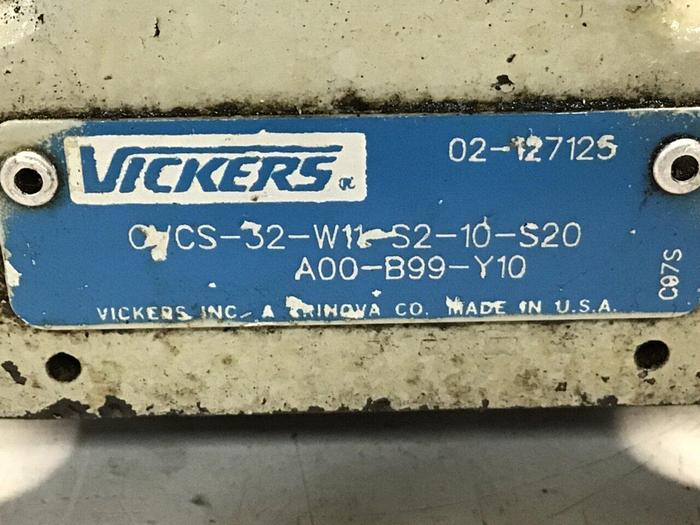 VICKERS ®
02-127125
CVCS-32-W11-S2-10-S20
A00-B99-Y10
C07S
VICKERS INC. A TRINOVA CO. MADE IN U.S.A.